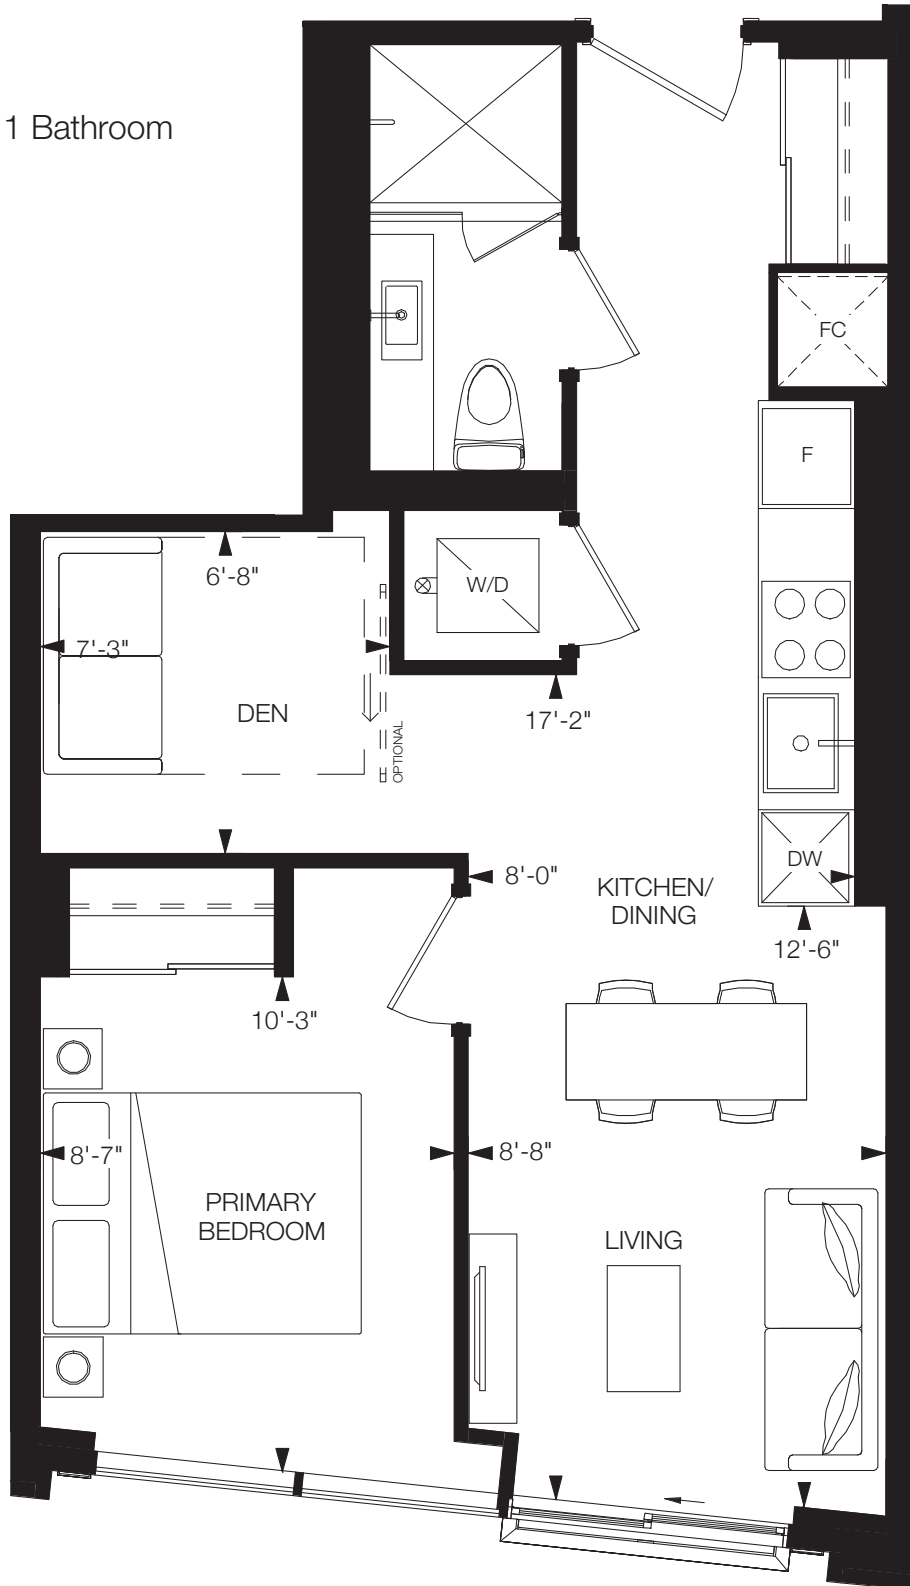 1 Bathroom
FC
F
6'-8"
W/D
7'-3"
DEN
17'-2"
OPTIONAL
DW
8'-0"
KITCHEN/
DINING
12'-6"
10'-3"
8'-7"
8'-8"
PRIMARY
BEDROOM
LIVING